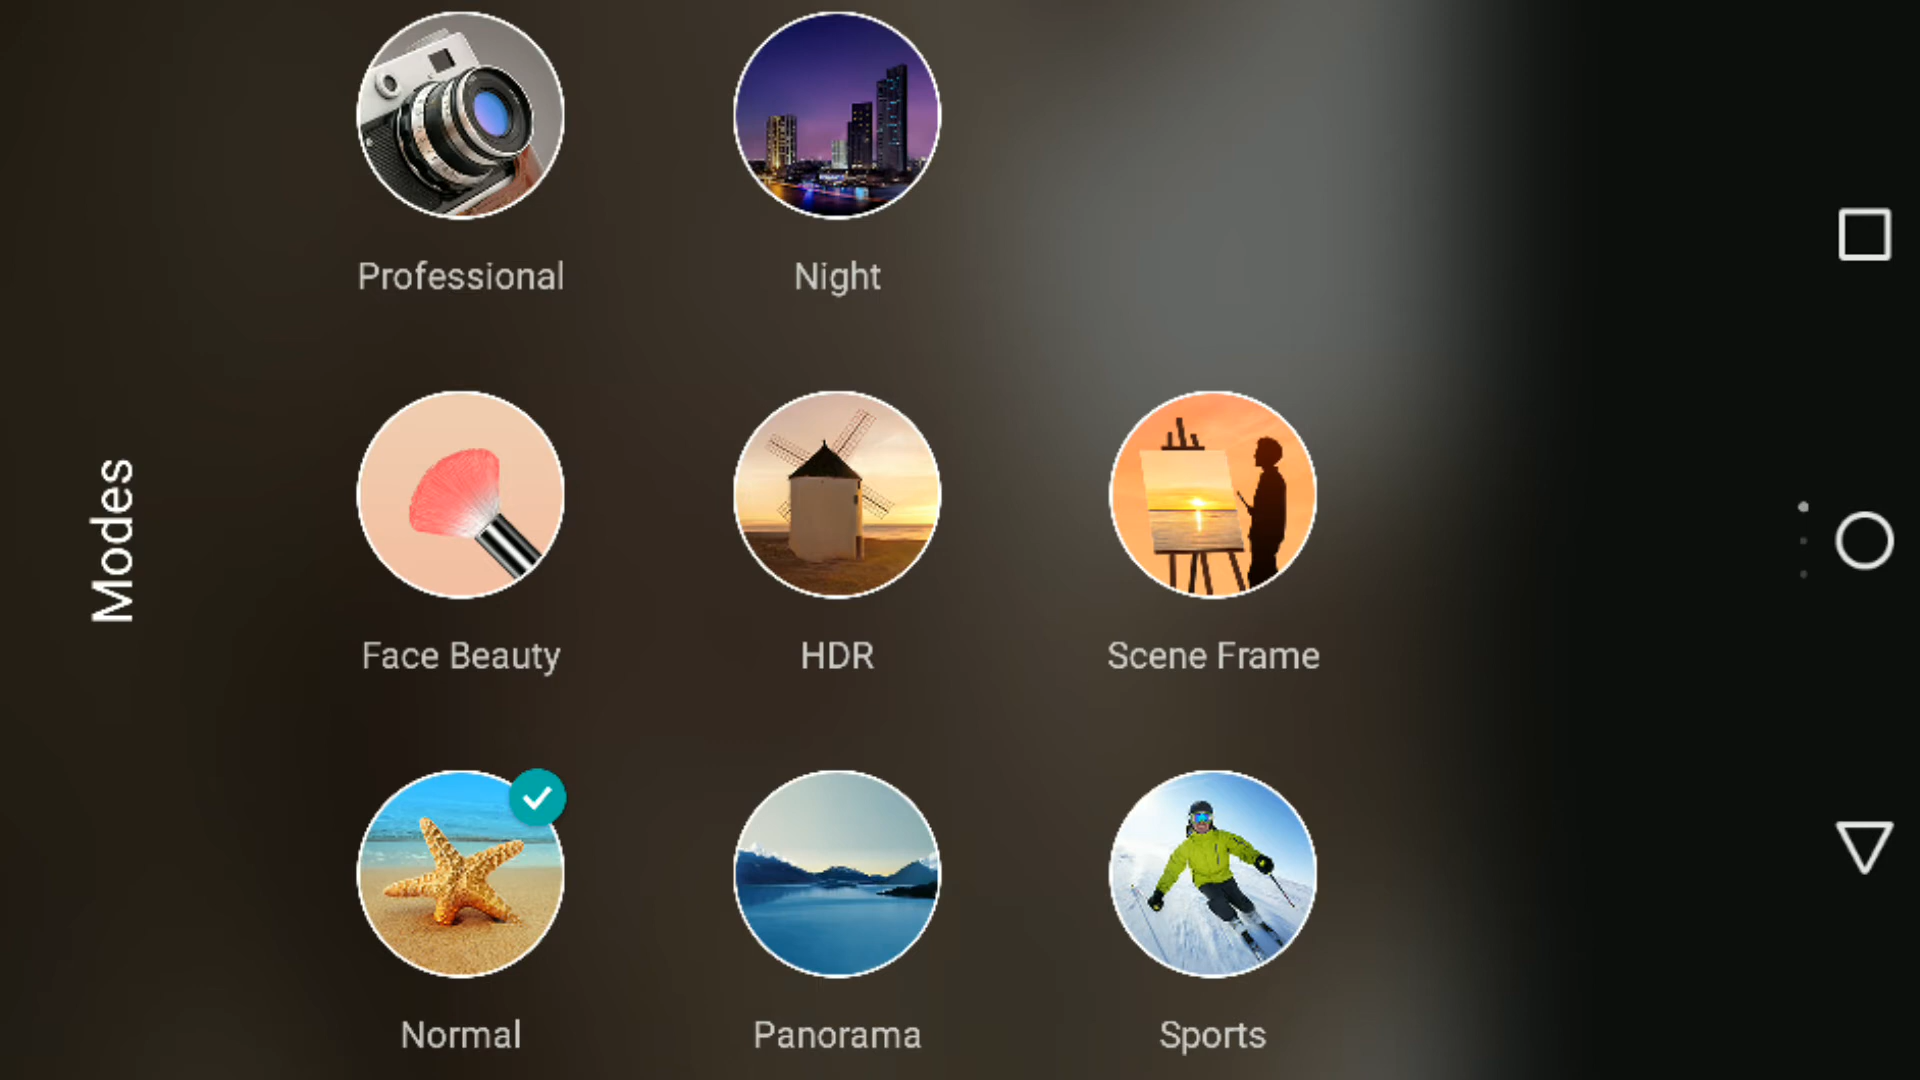 Modes
Professional
Night
Face Beauty
HDR
Scene Frame
Normal
Panorama
Sports